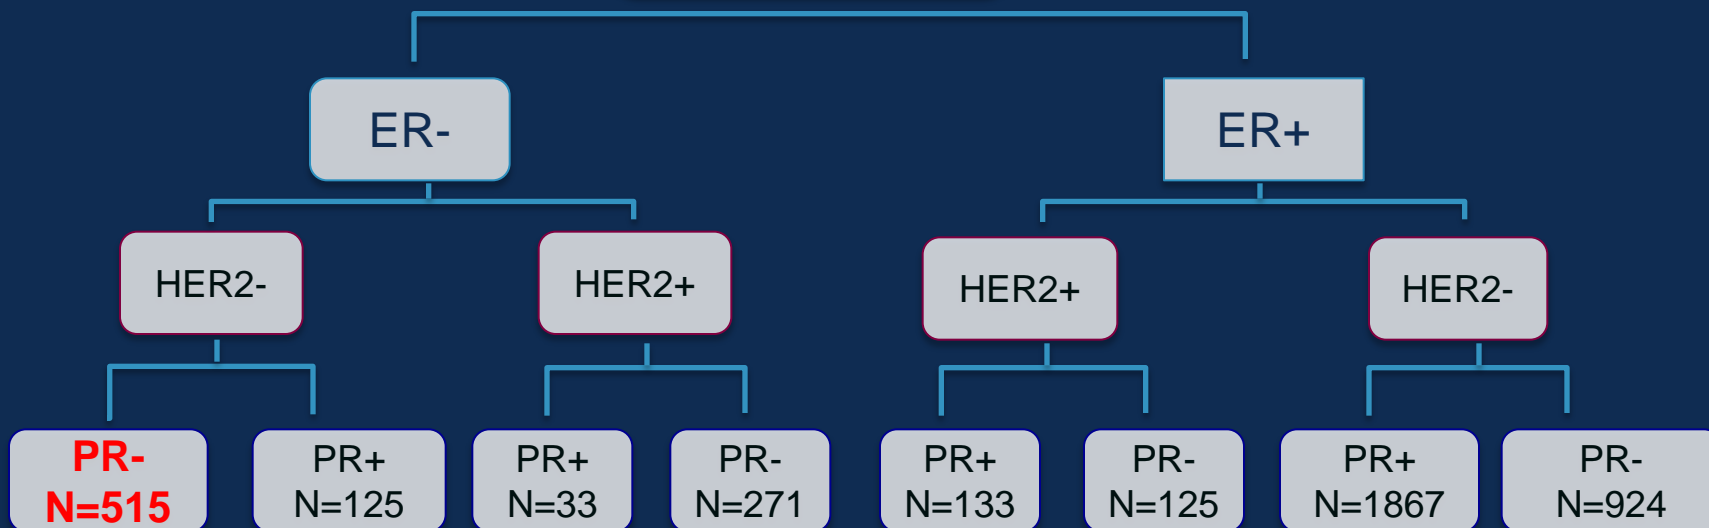 ER-
ER+
HER2-
HER2+
HER2+
HER2-
PR-
N=515
PR+
N=125
PR+
N=33
PR-
N=271
PR+
N=133
PR-
N=125
PR+
N=1867
PR-
N=924